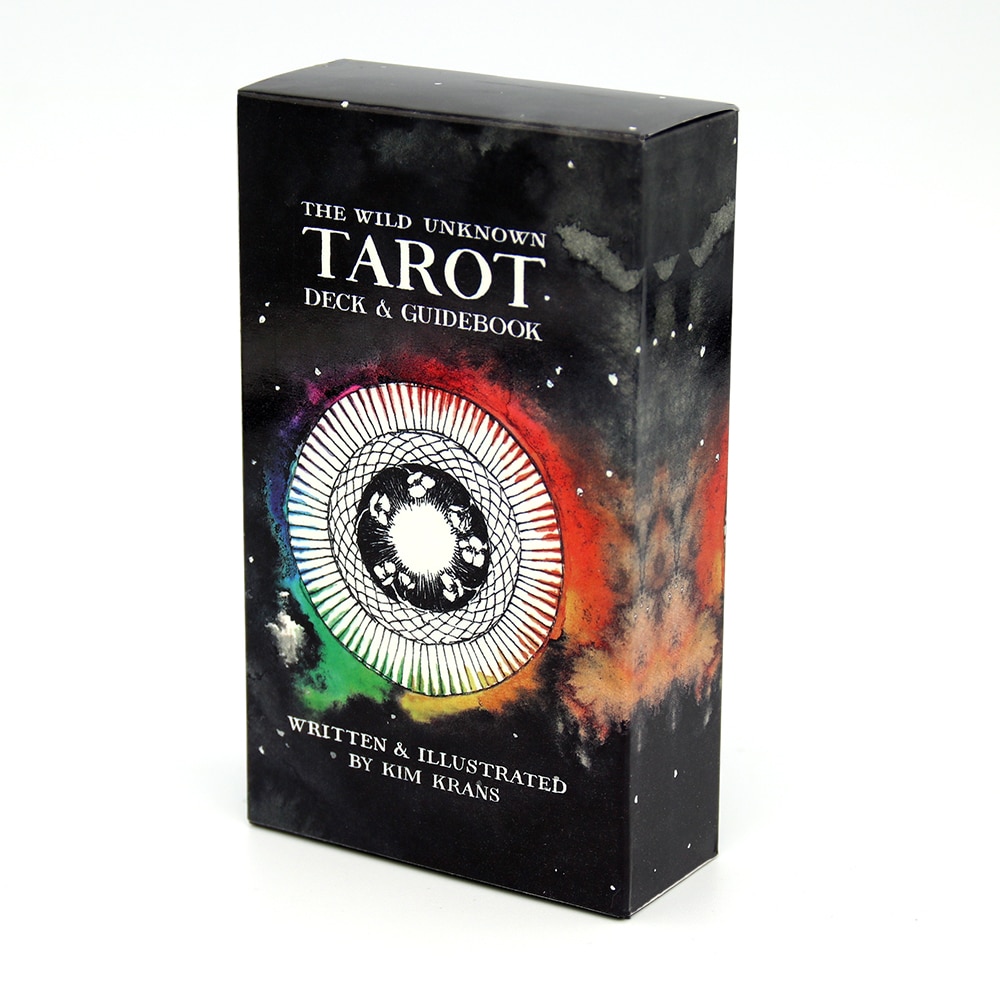 THE WILD UNKNOWN
TAROT
DECK & GUIDEBOOK
WRITTEN & ILLUSTRATED
BY KIM KRANS